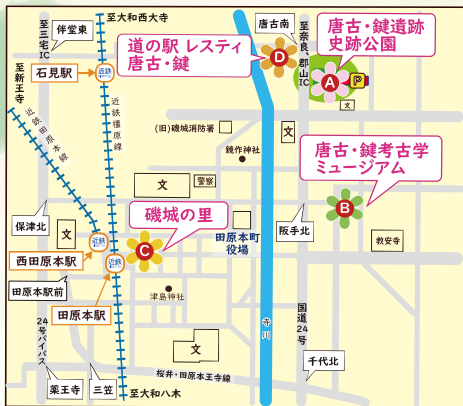 至大和西大寺
伴堂東
至三宅IC
唐古南
至奈良、郡山IC
道の駅 レスティ
唐古・鍵
唐古・鍵遺跡
史跡公園
D
A
P
石見駅
近鉄
至新王寺
近鉄田原本線
近鉄橿原線
文
(旧)磯城消防署
文
鏡作神社
唐古・鍵考古学
ミュージアム
文
警察
B
磯城の里
保津北
文
田原本町
役場
阪手北
近鉄
C
安養寺
西田原本駅
近鉄
田原本駅前
津島神社
田原本駅
寺川
国道24号
24号バイパス
文
桜井・田原本王寺線
千代北
薬王寺
三笠
至大和八木